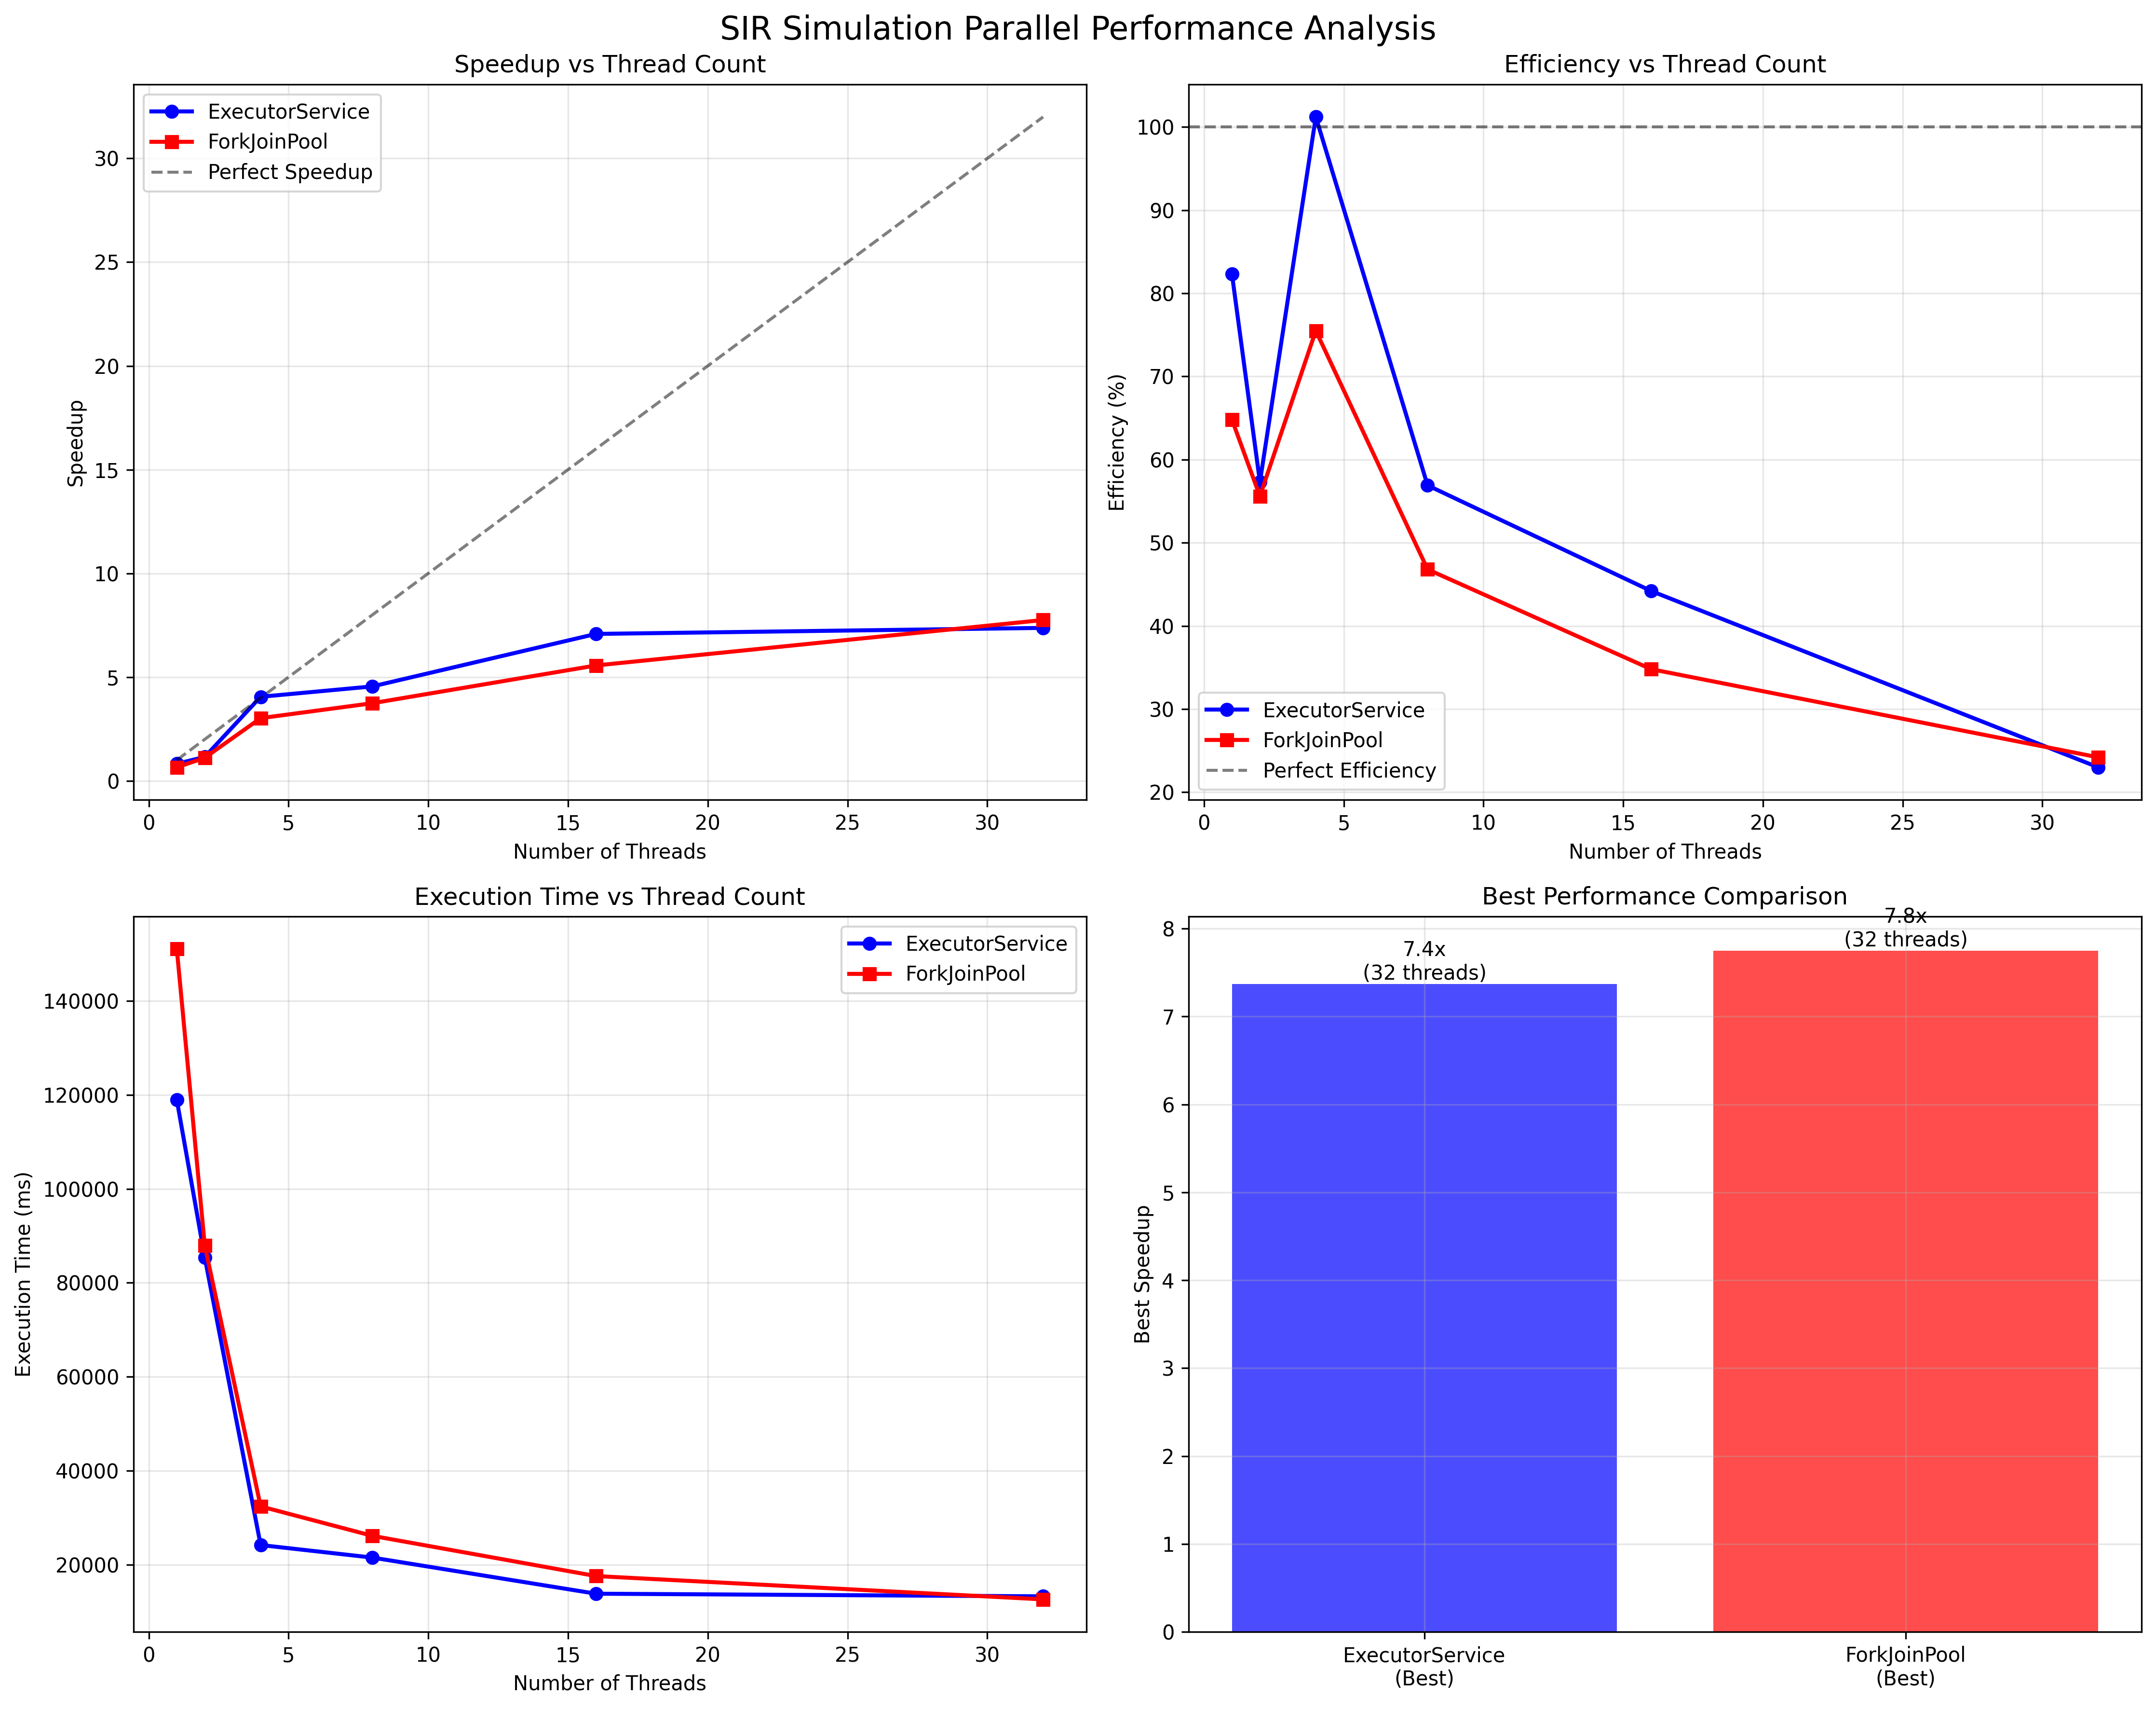 SIR Simulation Parallel Performance Analysis
Speedup vs Thread Count
ExecutorService
ForkJoinPool
Perfect Speedup
30
25
20
15
10
5
0
Speedup
0 5 10 15 20 25 30
Number of Threads
Efficiency vs Thread Count
100
90
80
70
60
50
40
30
20
Efficiency (%)
ExecutorService
ForkJoinPool
Perfect Efficiency
0 5 10 15 20 25 30
Number of Threads
Execution Time vs Thread Count
ExecutorService
ForkJoinPool
140000
120000
100000
80000
60000
40000
20000
Execution Time (ms)
0 5 10 15 20 25 30
Number of Threads
Best Performance Comparison
7.8x
(32 threads)
7.4x
(32 threads)
8
7
6
5
4
3
2
1
0
Best Speedup
ExecutorService
(Best)
ForkJoinPool
(Best)